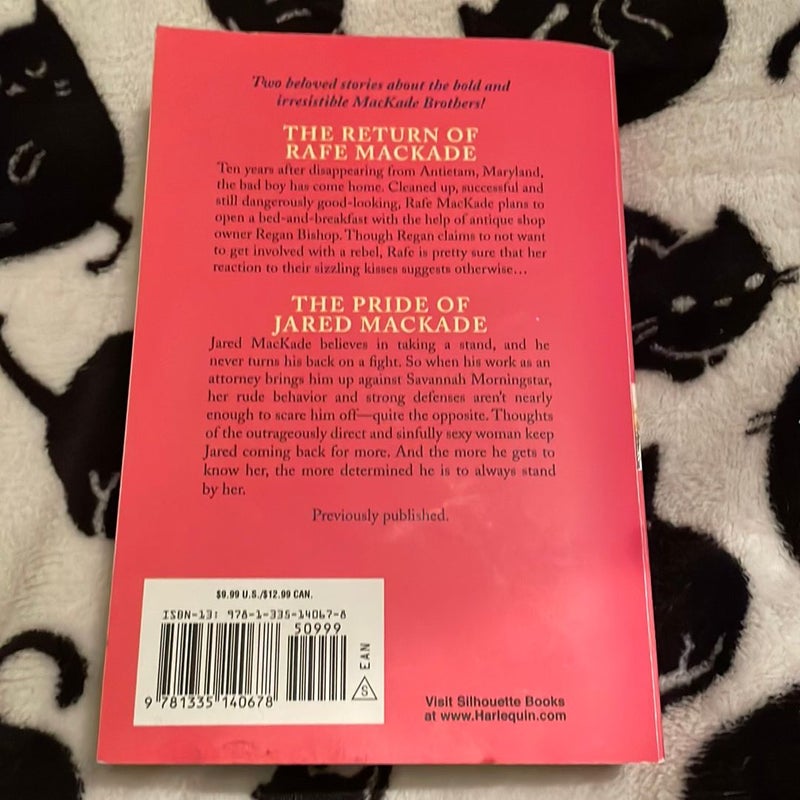 Two beloved stories about the bold and
irresistible MacKade Brothers!
THE RETURN OF
RAFE MACKADE
Ten years after disappearing from Antietam, Maryland,
the bad boy has come home. Cleaned up, successful and
still dangerously good-looking, Rafe MacKade plans to
open a bed-and-breakfast with the help of antique shop
owner Regan Bishop. Though Regan claims to not want
to get involved with a rebel, Rafe is pretty sure that her
reaction to their sizzling kisses suggests otherwise…
THE PRIDE OF
JARED MACKADE
Jared MacKade believes in taking a stand, and he
never turns his back on a fight. So when his work as an
attorney brings him up against Savannah Morningstar,
her rude behavior and strong defenses aren't nearly
enough to scare him off—quite the opposite. Thoughts
of the outrageously direct and sinfully sexy woman keep
Jared coming back for more. And the more he gets to
know her, the more determined he is to always stand
by her.
Previously published.
$9.99 U.S./$12.99 CAN.
ISBN-13: 978-1-335-14067-8
50999
EAN
S
9 781335 140678
Visit Silhouette Books
at www.Harlequin.com